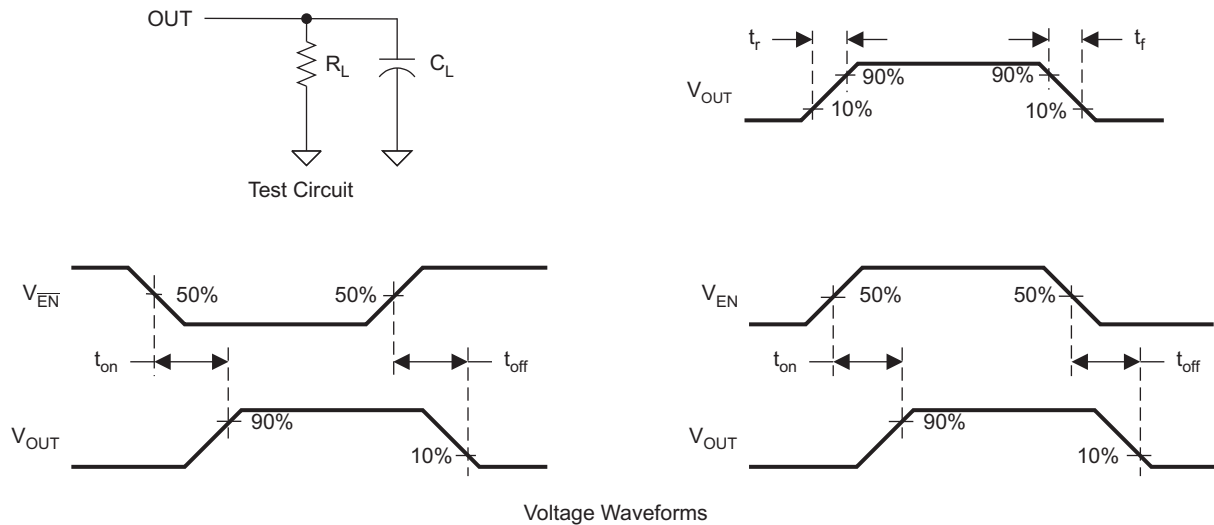 OUT
R_L
C_L
Test Circuit
t_r
t_f
V_OUT
90%
90%
10%
10%
V_E̅N̅
50%
50%
t_on
t_off
V_OUT
90%
10%
V_EN
50%
50%
t_on
t_off
V_OUT
90%
10%
Voltage Waveforms